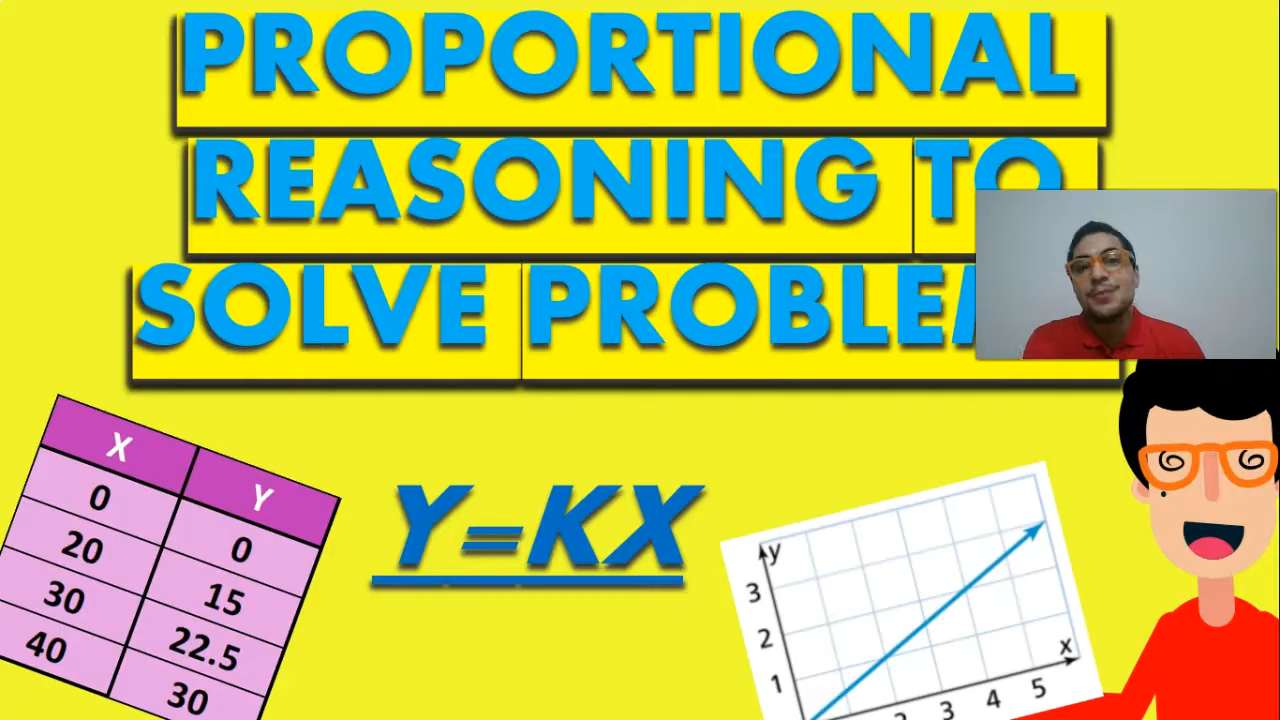 PROPORTIONAL
REASONING TO
SOLVE
X Y
0 0
20 15
30 22.5
40 30
Y=KX
y
3
2
1
x
3 4 5